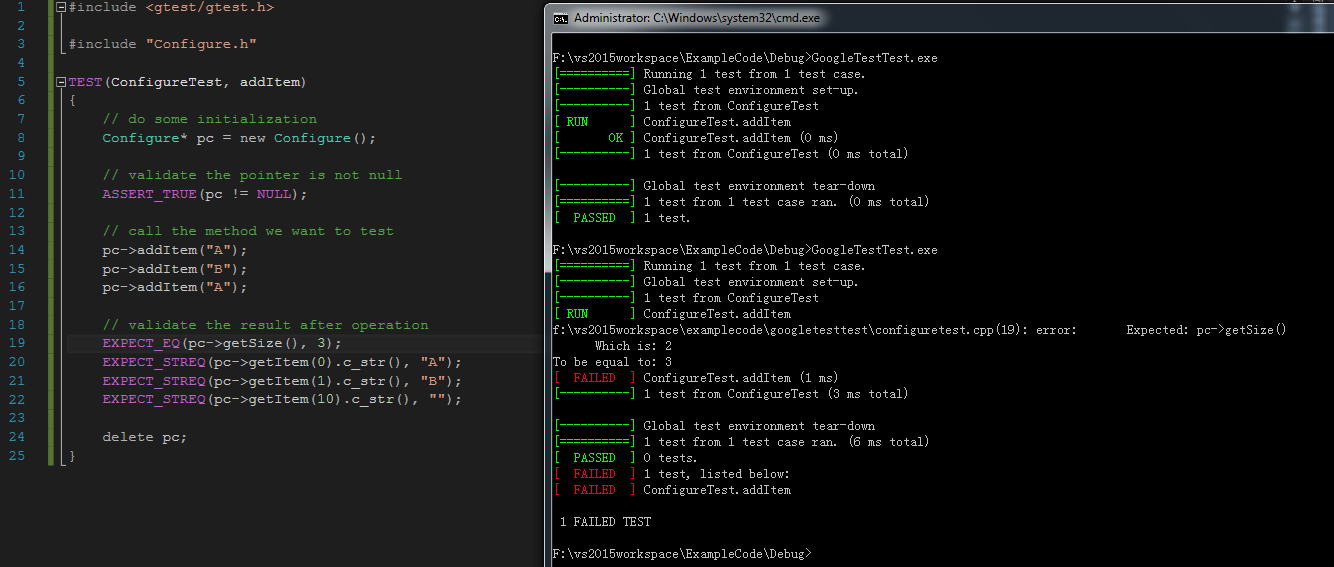 1 #include <gtest/gtest.h>
2
3 #include "Configure.h"
4
5 TEST(ConfigureTest, addItem)
6 {
7 // do some initialization
8 Configure* pc = new Configure();
9
10 // validate the pointer is not null
11 ASSERT_TRUE(pc != NULL);
12
13 // call the method we want to test
14 pc->addItem("A");
15 pc->addItem("B");
16 pc->addItem("A");
17
18 // validate the result after operation
19 EXPECT_EQ(pc->getSize(), 3);
20 EXPECT_STREQ(pc->getItem(0).c_str(), "A");
21 EXPECT_STREQ(pc->getItem(1).c_str(), "B");
22 EXPECT_STREQ(pc->getItem(10).c_str(), "");
23
24 delete pc;
25 }
Administrator: C:\Windows\system32\cmd.exe
F:\vs2015workspace\ExampleCode\Debug>GoogleTestTest.exe
[==========] Running 1 test from 1 test case.
[----------] Global test environment set-up.
[----------] 1 test from ConfigureTest
[ RUN      ] ConfigureTest.addItem
[       OK ] ConfigureTest.addItem (0 ms)
[----------] 1 test from ConfigureTest (0 ms total)
[----------] Global test environment tear-down
[==========] 1 test from 1 test case ran. (0 ms total)
[  PASSED  ] 1 test.
F:\vs2015workspace\ExampleCode\Debug>GoogleTestTest.exe
[==========] Running 1 test from 1 test case.
[----------] Global test environment set-up.
[----------] 1 test from ConfigureTest
[ RUN      ] ConfigureTest.addItem
f:\vs2015workspace\examplecode\googletesttest\configuretest.cpp(19): error:       Expected: pc->getSize()
      Which is: 2
To be equal to: 3
[  FAILED  ] ConfigureTest.addItem (1 ms)
[----------] 1 test from ConfigureTest (3 ms total)
[----------] Global test environment tear-down
[==========] 1 test from 1 test case ran. (6 ms total)
[  PASSED  ] 0 tests.
[  FAILED  ] 1 test, listed below:
[  FAILED  ] ConfigureTest.addItem
1 FAILED TEST
F:\vs2015workspace\ExampleCode\Debug>